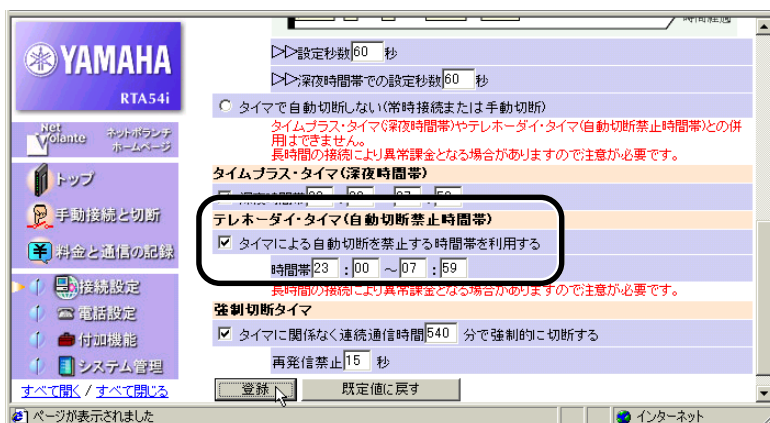 YAMAHA
RTA54i
Net Volante ネットボランチ
ホームページ
トップ
手動接続と切断
料金と通信の記録
接続設定
電話設定
付加機能
システム管理
すべて開く / すべて閉じる
時間経過
▷▷設定秒数60 秒
▷▷深夜時間帯での設定秒数60 秒
タイマで自動切断しない(常時接続または手動切断)
タイムプラス・タイマ(深夜時間帯)やテレホーダイ・タイマ(自動切断禁止時間帯)との併
用はできません。
長時間の接続により異常課金となる場合がありますので注意が必要です。
タイムプラス・タイマ(深夜時間帯)
テレホーダイ・タイマ(自動切断禁止時間帯)
タイマによる自動切断を禁止する時間帯を利用する
時間帯23 :00 ～07 :59
長時間の接続により異常課金となる場合がありますので注意が必要です。
強制切断タイマ
タイマに関係なく連続通信時間540 分で強制的に切断する
再発信禁止15 秒
登録 既定値に戻す
ページが表示されました インターネット